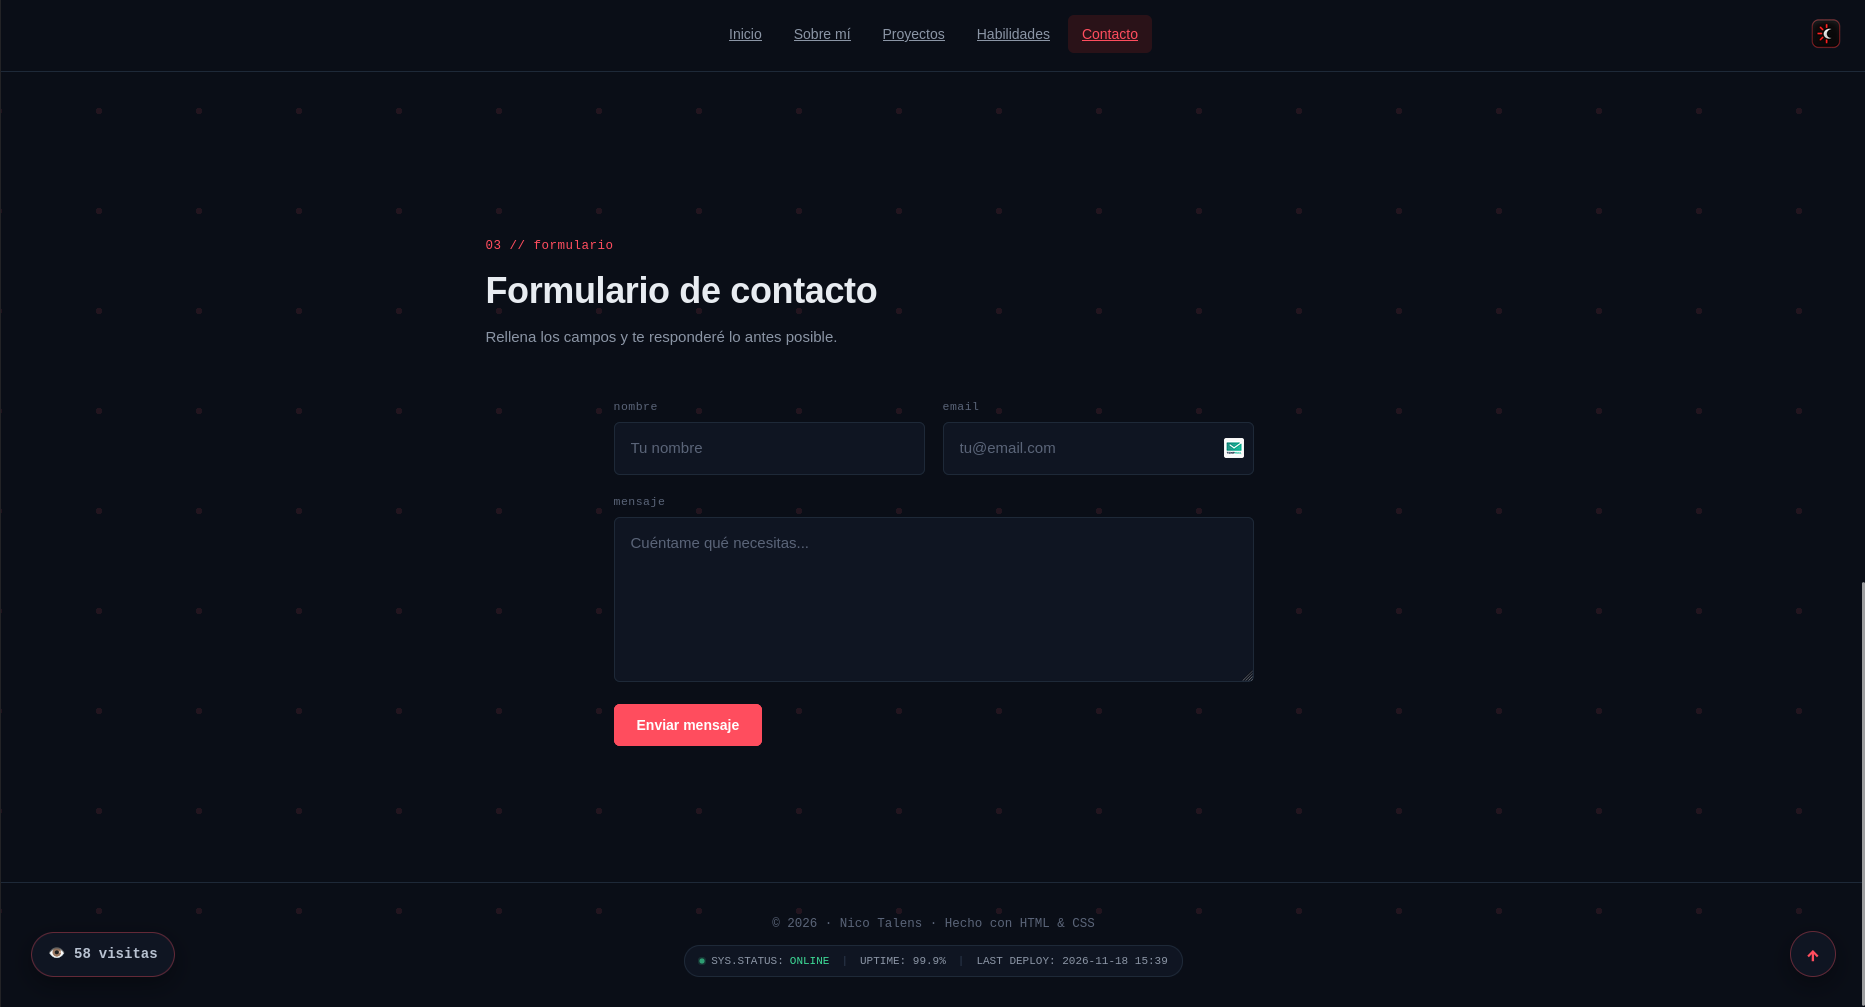 Inicio Sobre mí Proyectos Habilidades Contacto
03 // formulario
Formulario de contacto
Rellena los campos y te responderé lo antes posible.
nombre email
Tu nombre tu@email.com
mensaje
Cuéntame qué necesitas...
Enviar mensaje
© 2026 · Nico Talens · Hecho con HTML & CSS
58 visitas
SYS.STATUS: ONLINE | UPTIME: 99.9% | LAST DEPLOY: 2026-11-18 15:39